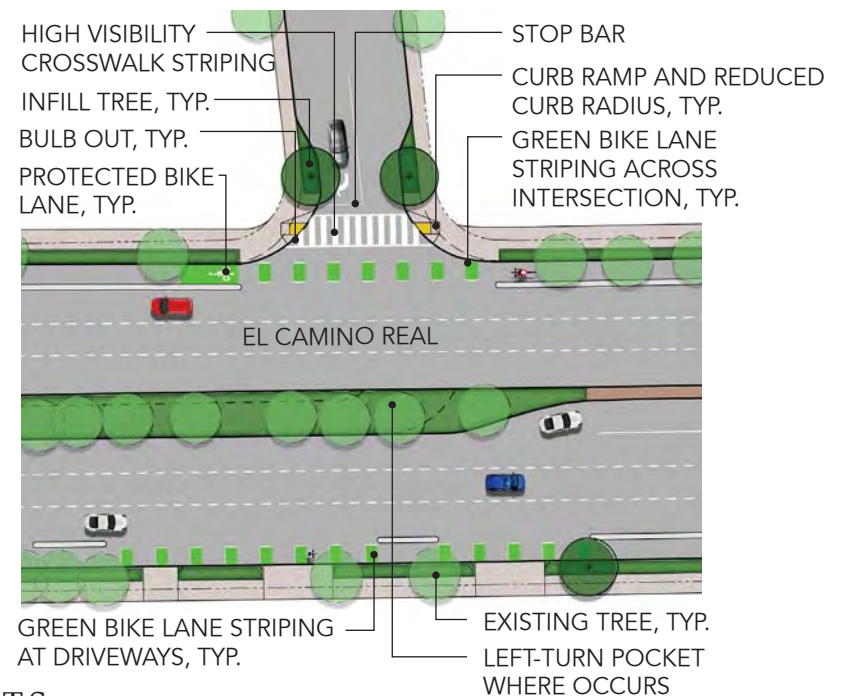 HIGH VISIBILITY
CROSSWALK STRIPING
INFILL TREE, TYP.
BULB OUT, TYP.
PROTECTED BIKE
LANE, TYP.
STOP BAR
CURB RAMP AND REDUCED
CURB RADIUS, TYP.
GREEN BIKE LANE
STRIPING ACROSS
INTERSECTION, TYP.
EL CAMINO REAL
GREEN BIKE LANE STRIPING
AT DRIVEWAYS, TYP.
EXISTING TREE, TYP.
LEFT-TURN POCKET
WHERE OCCURS